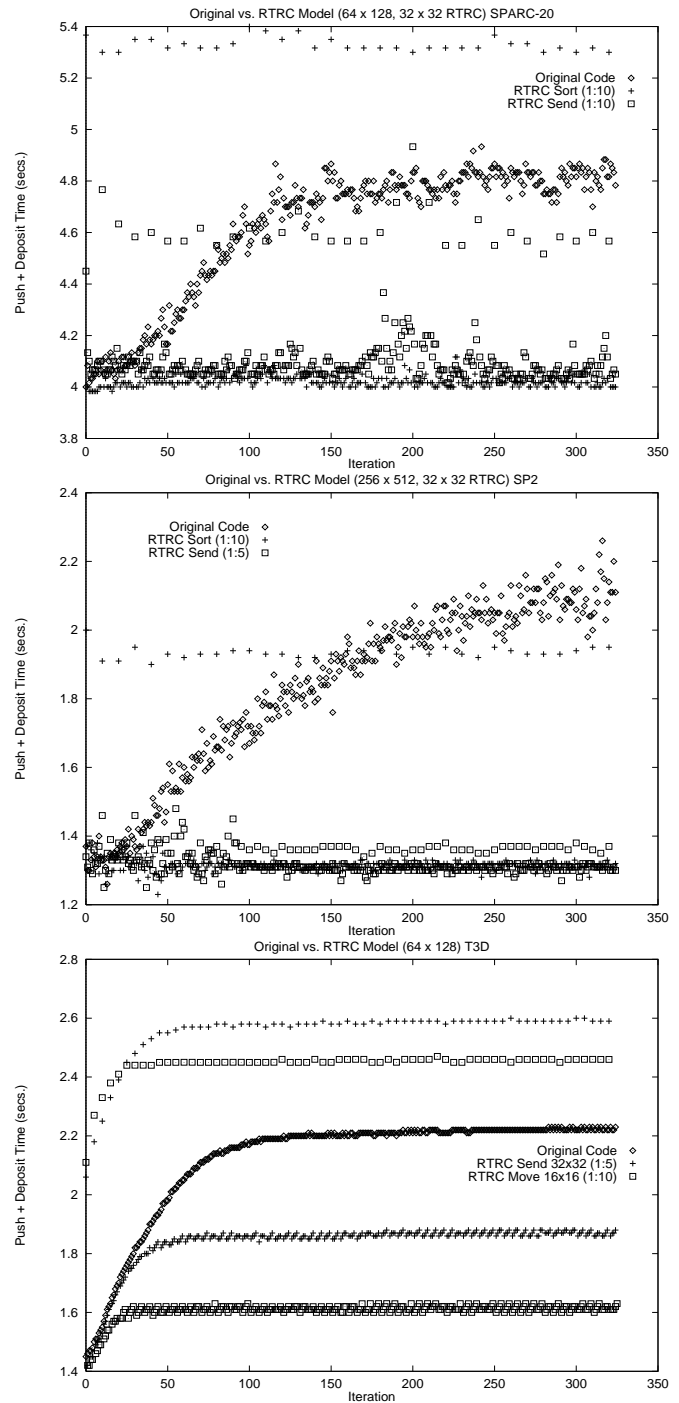 Original vs. RTRC Model (64 x 128, 32 x 32 RTRC) SPARC-20
5.4
5.2
5
4.8
4.6
4.4
4.2
4
3.8
Push + Deposit Time (secs.)
Original Code
RTRC Sort (1:10)
RTRC Send (1:10)
0 50 100 150 200 250 300 350
Iteration
Original vs. RTRC Model (256 x 512, 32 x 32 RTRC) SP2
2.4
2.2
2
1.8
1.6
1.4
1.2
Push + Deposit Time (secs.)
Original Code
RTRC Sort (1:10)
RTRC Send (1:5)
0 50 100 150 200 250 300 350
Iteration
Original vs. RTRC Model (64 x 128) T3D
2.8
2.6
2.4
2.2
2
1.8
1.6
1.4
Push + Deposit Time (secs.)
Original Code
RTRC Send 32x32 (1:5)
RTRC Move 16x16 (1:10)
0 50 100 150 200 250 300 350
Iteration